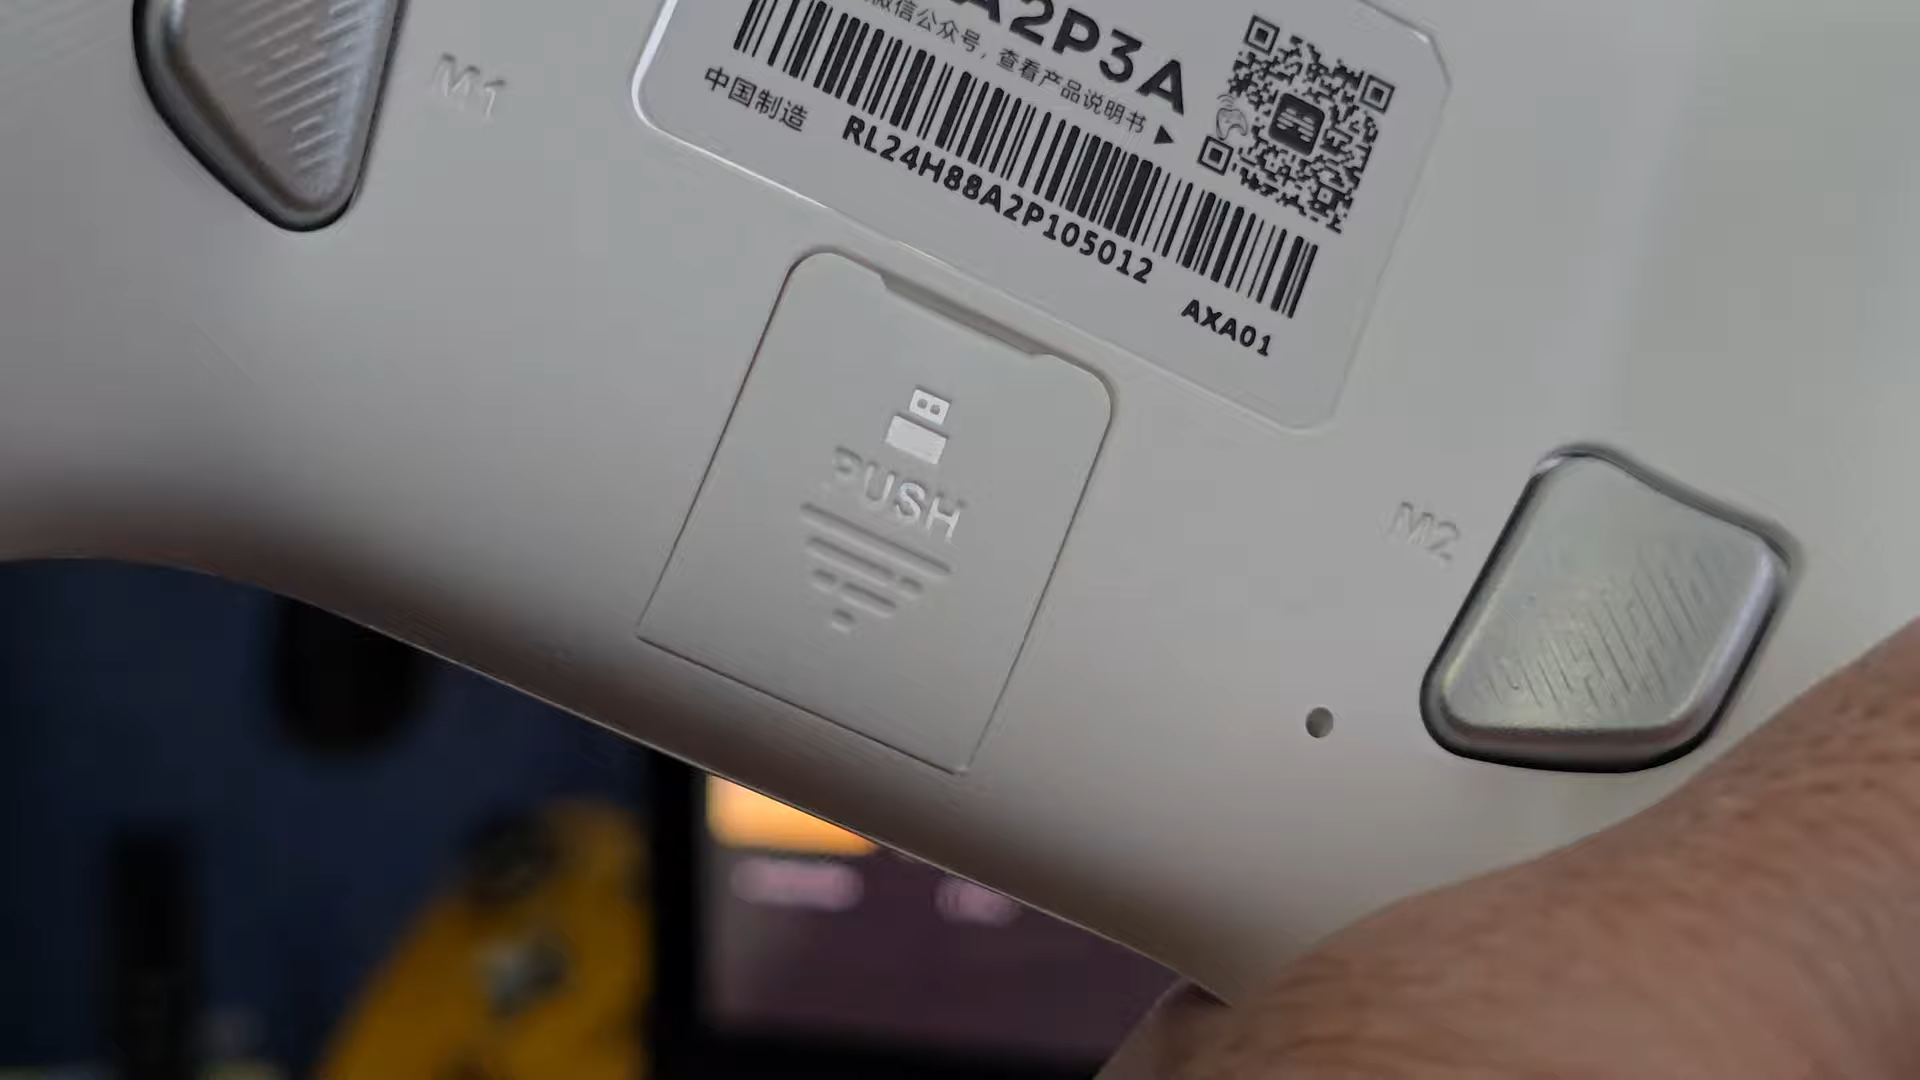 A2P3A
微信公众号，查看产品说明书 ▶
中国制造
RL24H88A2P105012
AXA01
M1
PUSH
M2